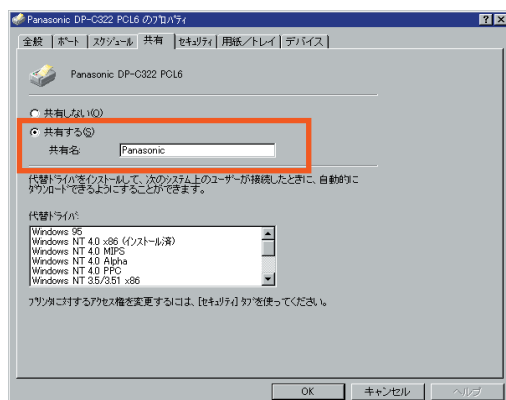 Panasonic DP-C322 PCL6 のプロパティ
全般 ポート スケジュール 共有 セキュリティ 用紙/トレイ デバイス
Panasonic DP-C322 PCL6
共有しない(O)
共有する(S)
共有名: Panasonic
代替ドライバをインストールして、次のシステム上のユーザーが接続したときに、自動的に
ダウンロードできるようにすることができます。
代替ドライバ:
Windows 95
Windows NT 4.0 x86 (インストール済)
Windows NT 4.0 MIPS
Windows NT 4.0 Alpha
Windows NT 4.0 PPC
Windows NT 3.5/3.51 x86
プリンタに対するアクセス権を変更するには、[セキュリティ] タブを使ってください。
OK キャンセル ヘルプ